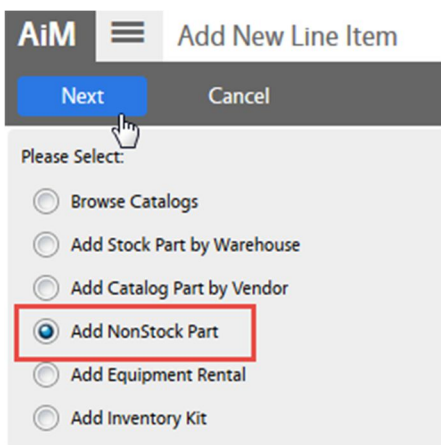 AiM Add New Line Item
Next Cancel
Please Select:
Browse Catalogs
Add Stock Part by Warehouse
Add Catalog Part by Vendor
Add NonStock Part
Add Equipment Rental
Add Inventory Kit